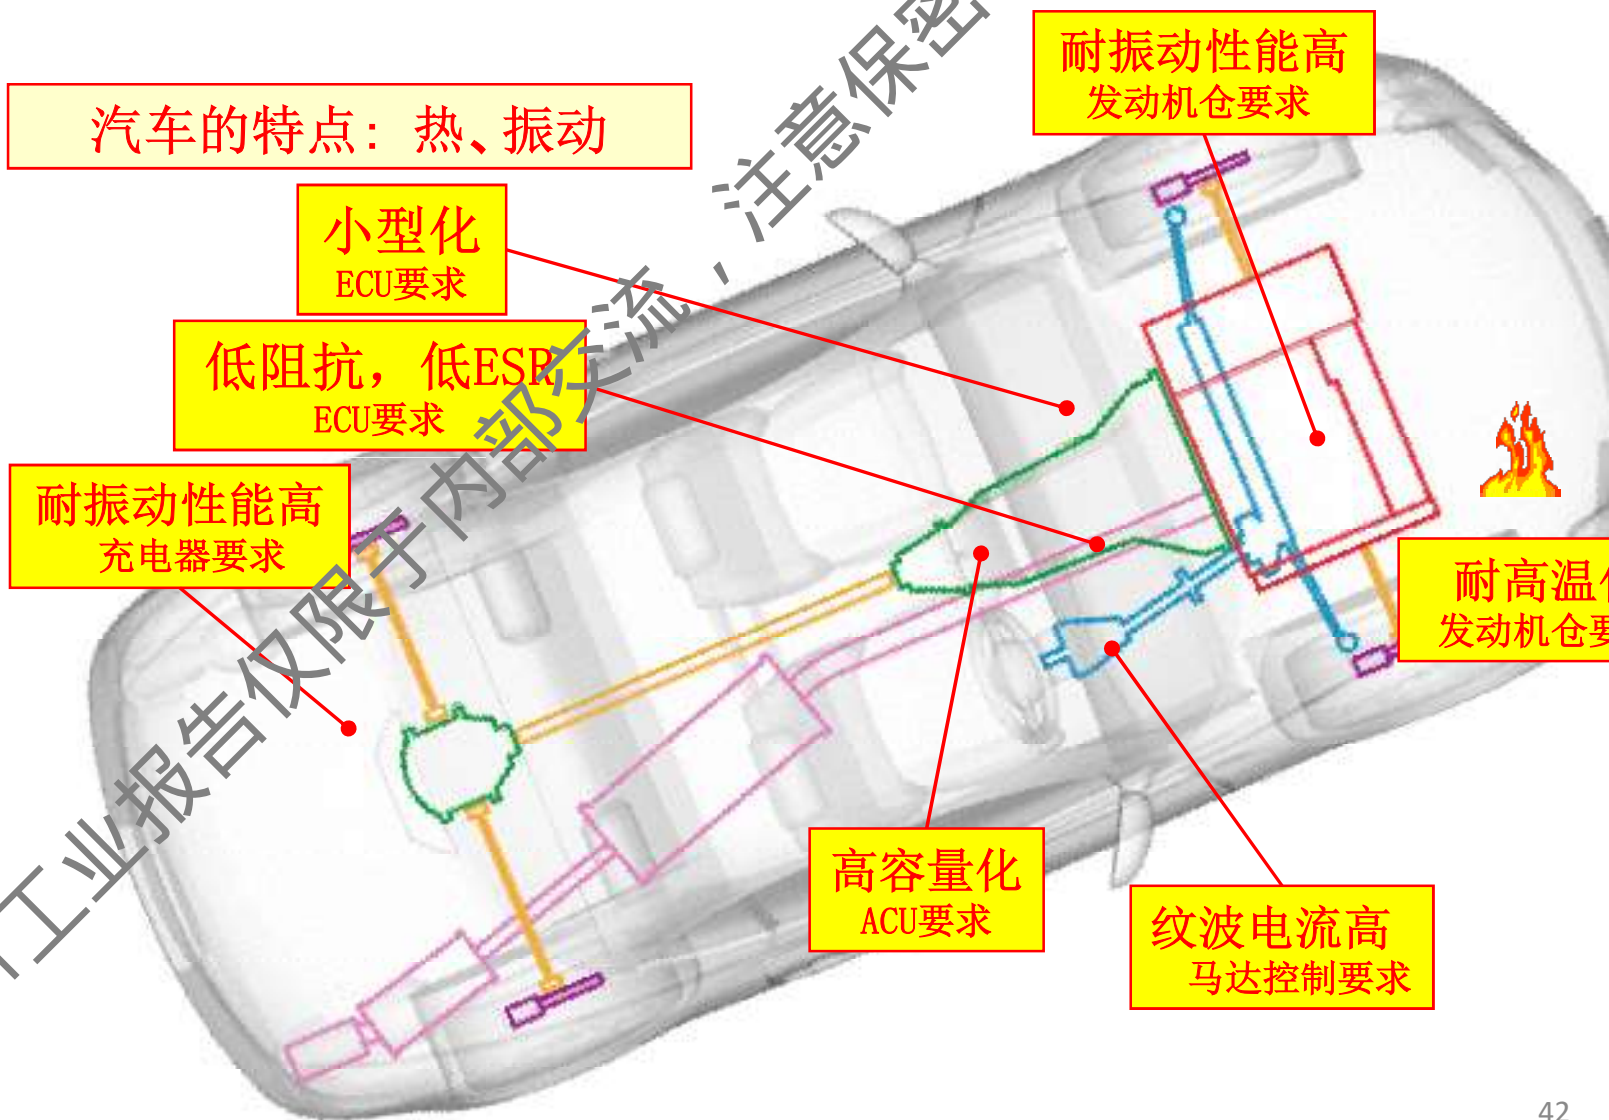 耐振动性能高
发动机仓要求
汽车的特点：热、振动
小型化
ECU要求
低阻抗，低ESR
ECU要求
耐振动性能高
充电器要求
耐高温
发动机仓要
高容量化
ACU要求
纹波电流高
马达控制要求
工业报告仅限于内部交流，注意保密
42